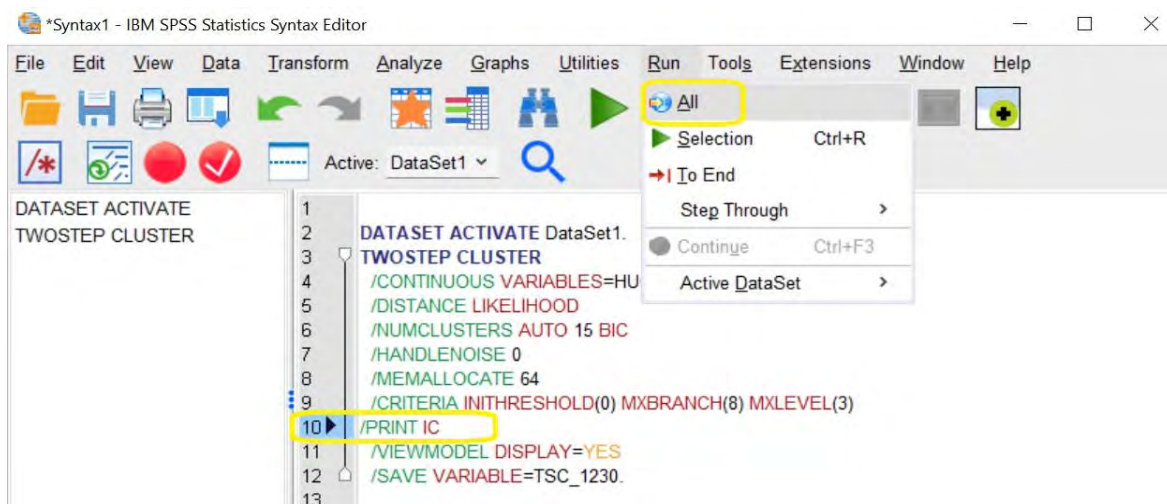 *Syntax1 - IBM SPSS Statistics Syntax Editor
File Edit View Data Transform Analyze Graphs Utilities Run Tools Extensions Window Help
All
Selection Ctrl+R
To End
Step Through >
Continue Ctrl+F3
Active DataSet >
/*
Active: DataSet1
DATASET ACTIVATE
TWOSTEP CLUSTER
1
2 DATASET ACTIVATE DataSet1.
3 TWOSTEP CLUSTER
4 /CONTINUOUS VARIABLES=HU
5 /DISTANCE LIKELIHOOD
6 /NUMCLUSTERS AUTO 15 BIC
7 /HANDLENOISE 0
8 /MEMALLOCATE 64
9 /CRITERIA INITHRESHOLD(0) MXBRANCH(8) MXLEVEL(3)
10 /PRINT IC
11 /VIEWMODEL DISPLAY=YES
12 /SAVE VARIABLE=TSC_1230.
13